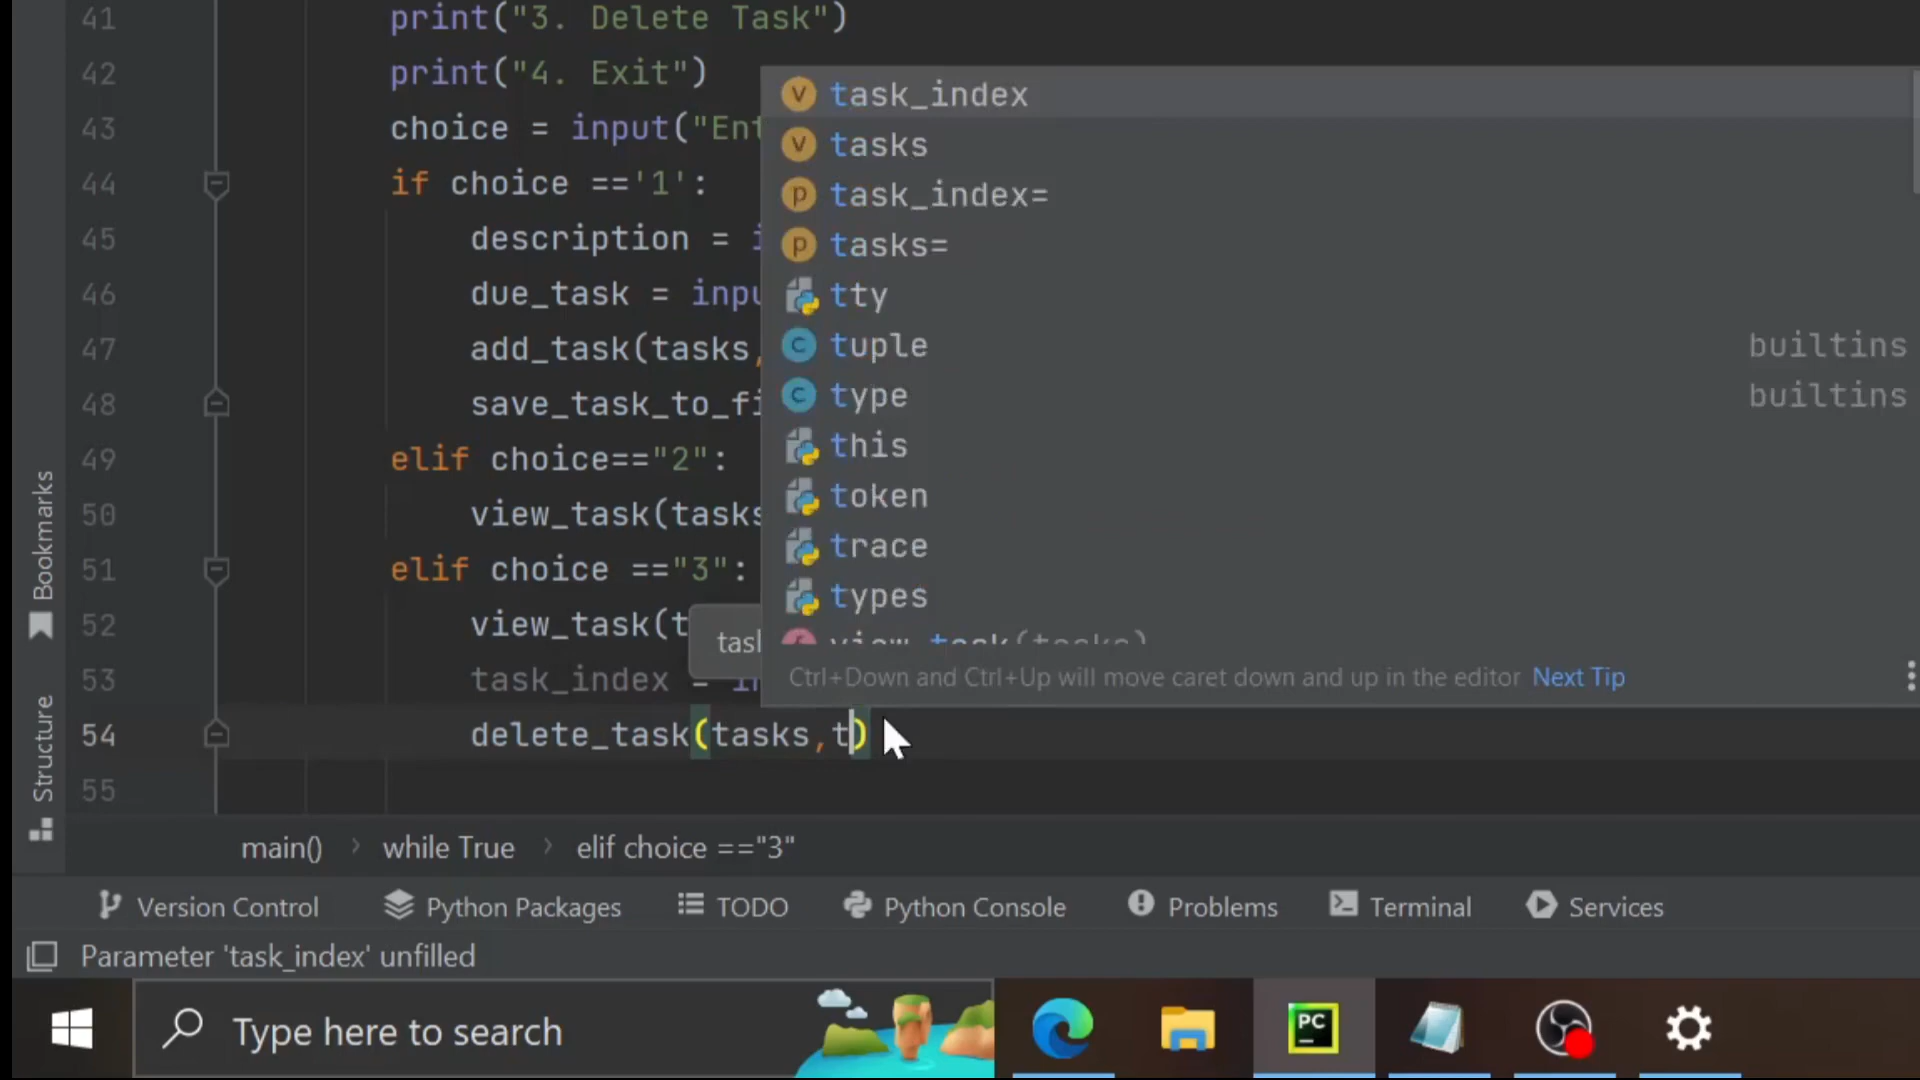 41 print("3. Delete Task")
42 print("4. Exit")
43 choice = input("Ent
44 if choice =='1':
45 description = i
46 due_task = inpu
47 add_task(tasks,
48 save_task_to_fi
49 elif choice=="2":
50 view_task(tasks
51 elif choice =="3":
52 view_task(t
53 task_index = in
54 delete_task(tasks,t)
55
task
task_index
tasks
task_index=
tasks=
tty
tuple builtins
type builtins
this
token
trace
types
view_task(tasks)
Ctrl+Down and Ctrl+Up will move caret down and up in the editor Next Tip
Bookmarks
Structure
main() › while True › elif choice =="3"
Version Control Python Packages TODO Python Console Problems Terminal Services
Parameter 'task_index' unfilled
Type here to search
PC